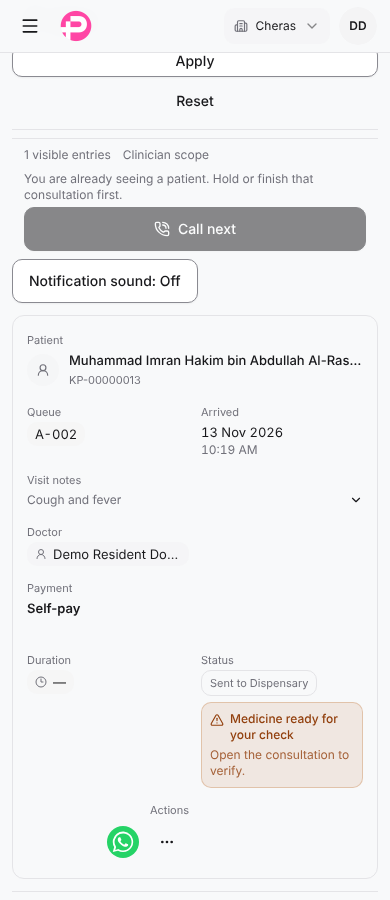 Cheras
DD
Apply
Reset
1 visible entries Clinician scope
You are already seeing a patient. Hold or finish that
consultation first.
Call next
Notification sound: Off
Patient
Muhammad Imran Hakim bin Abdullah Al-Ras...
KP-00000013
Queue
Arrived
A-002
13 Nov 2026
10:19 AM
Visit notes
Cough and fever
Doctor
Demo Resident Do...
Payment
Self-pay
Duration
Status
—
Sent to Dispensary
Medicine ready for
your check
Open the consultation to
verify.
Actions